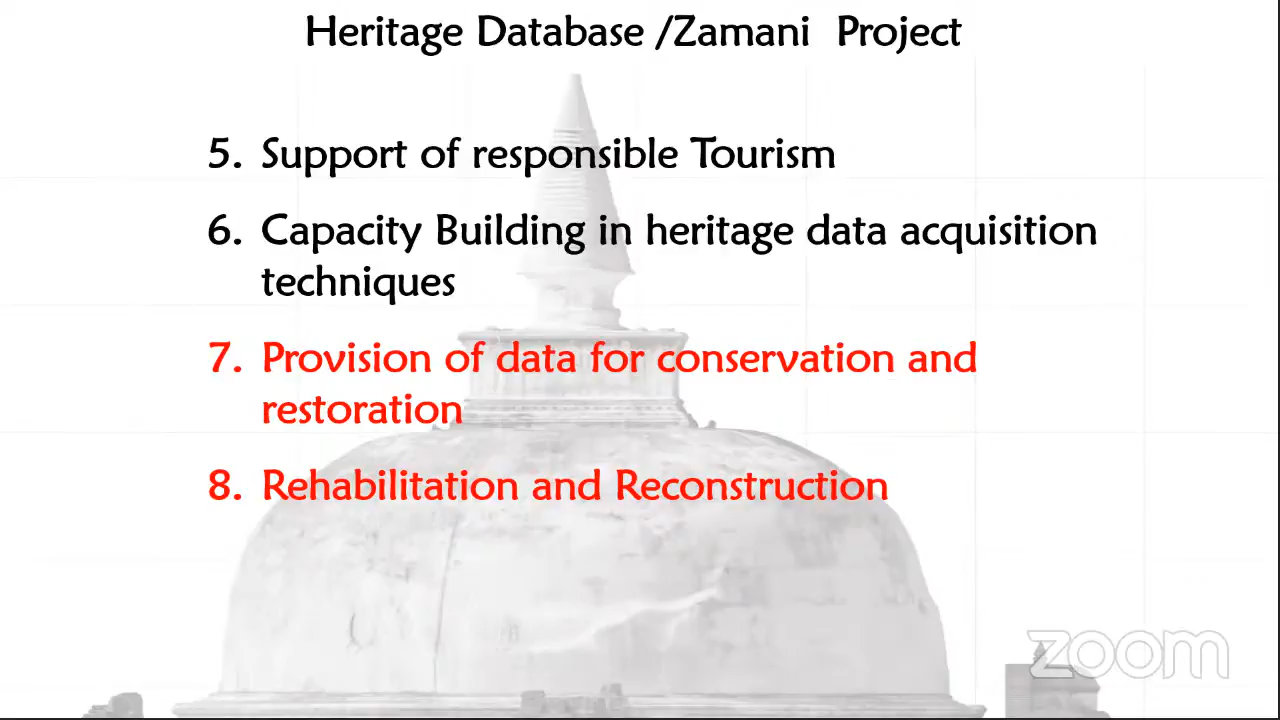 Heritage Database /Zamani Project
5. Support of responsible Tourism
6. Capacity Building in heritage data acquisition
techniques
7. Provision of data for conservation and
restoration
8. Rehabilitation and Reconstruction
zoom